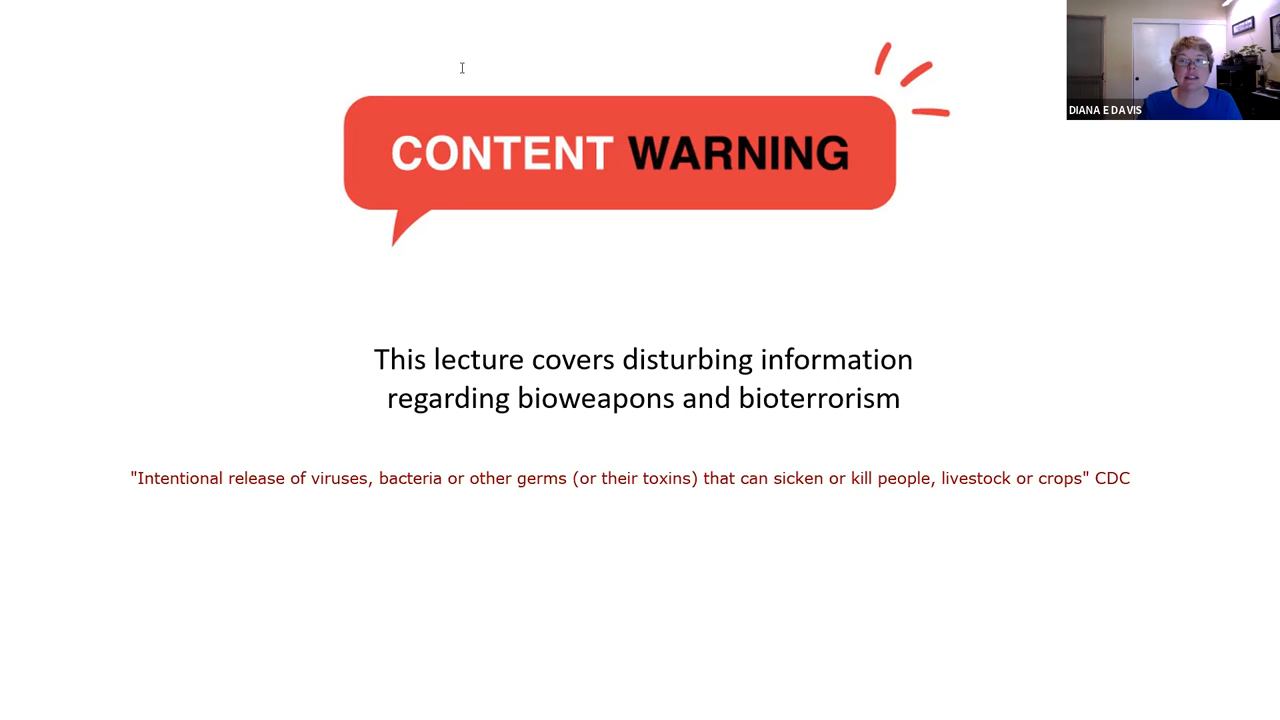 CONTENT WARNING
DIANA E DAVIS
This lecture covers disturbing information
regarding bioweapons and bioterrorism
"Intentional release of viruses, bacteria or other germs (or their toxins) that can sicken or kill people, livestock or crops" CDC